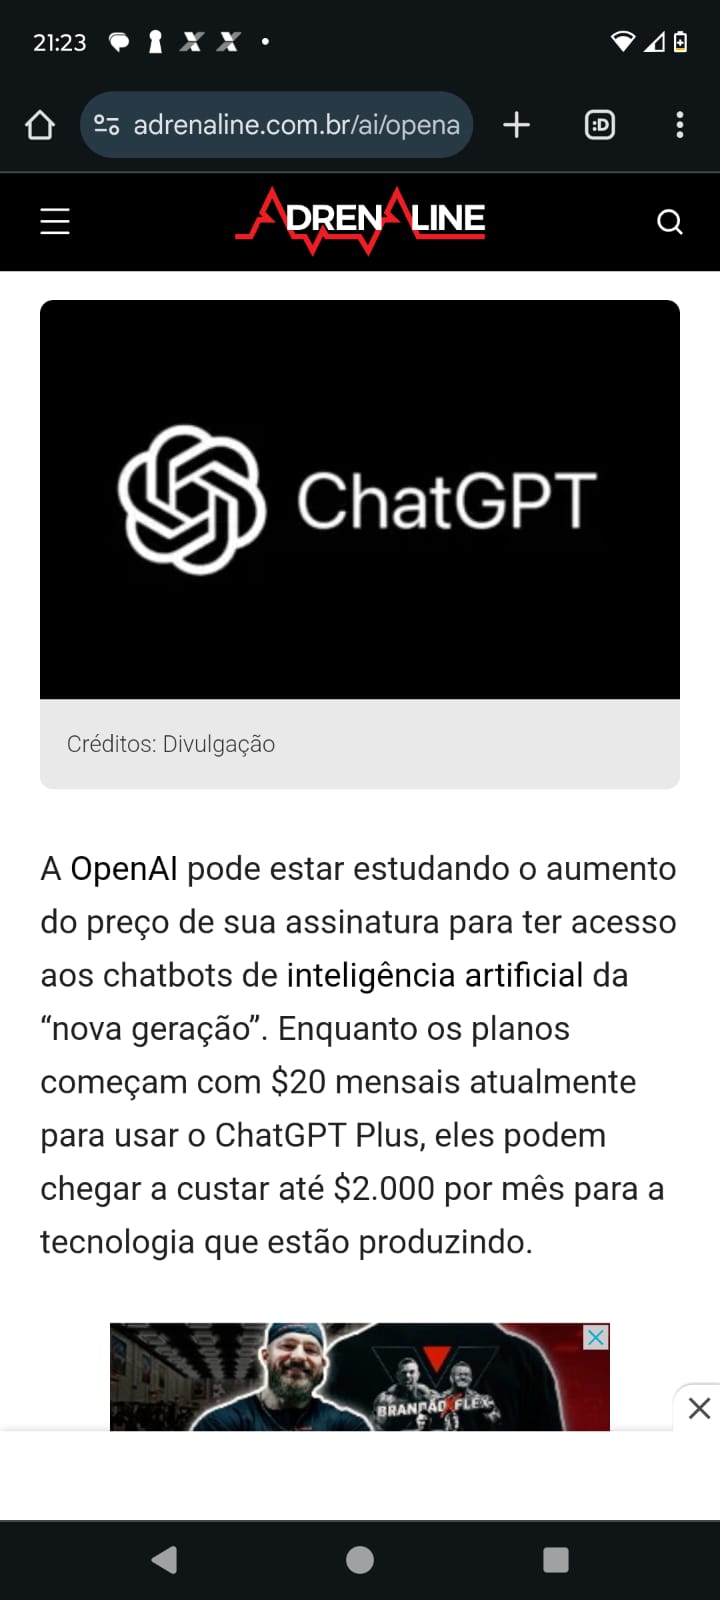 21:23
adrenaline.com.br/ai/opena
:D
ADRENALINE
ChatGPT
Créditos: Divulgação
A OpenAI pode estar estudando o aumento
do preço de sua assinatura para ter acesso
aos chatbots de inteligência artificial da
“nova geração”. Enquanto os planos
começam com $20 mensais atualmente
para usar o ChatGPT Plus, eles podem
chegar a custar até $2.000 por mês para a
tecnologia que estão produzindo.
BRANDÃO FLEX